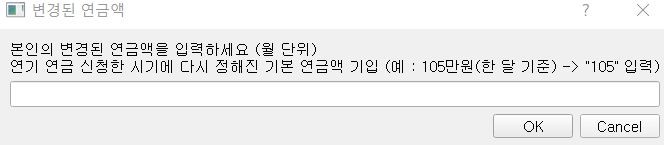 변경된 연금액
?
본인의 변경된 연금액을 입력하세요 (월 단위)
연기 연금 신청한 시기에 다시 정해진 기본 연금액 기입 (예 : 105만원(한 달 기준) -> "105" 입력)
OK Cancel